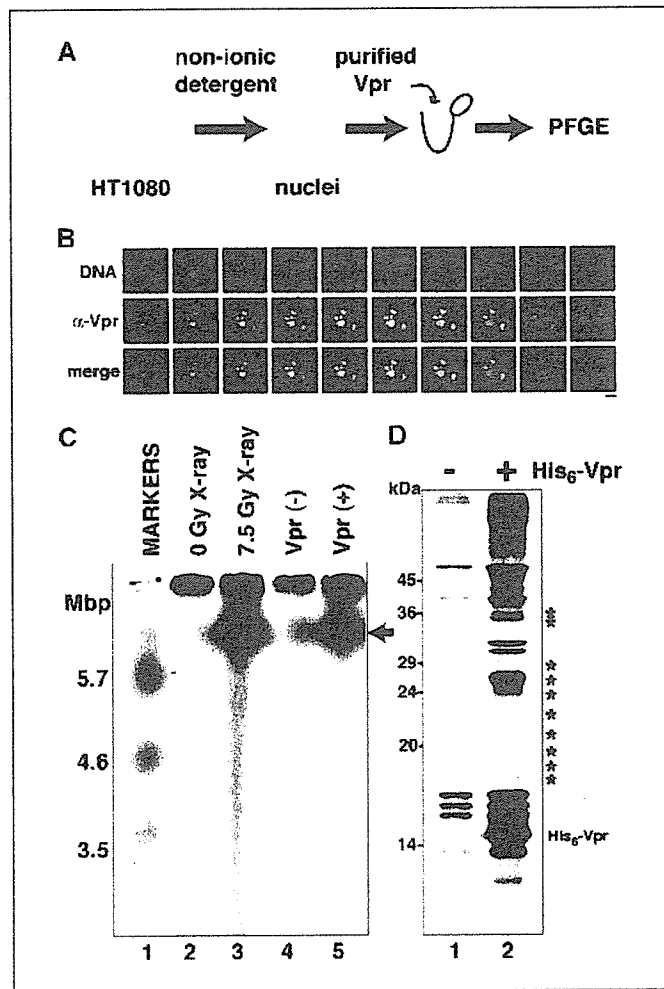 A
non-ionic
detergent
purified
Vpr
PFGE
HT1080
nuclei
B
DNA
α-Vpr
merge
C
MARKERS
0 Gy X-ray
7.5 Gy X-ray
Vpr (-)
Vpr (+)
Mbp
5.7
4.6
3.5
1 2 3 4 5
D
- + His₆-Vpr
kDa
45
36
29
24
20
14
*
*
*
*
*
*
*
*
*
*
His₆-Vpr
1 2